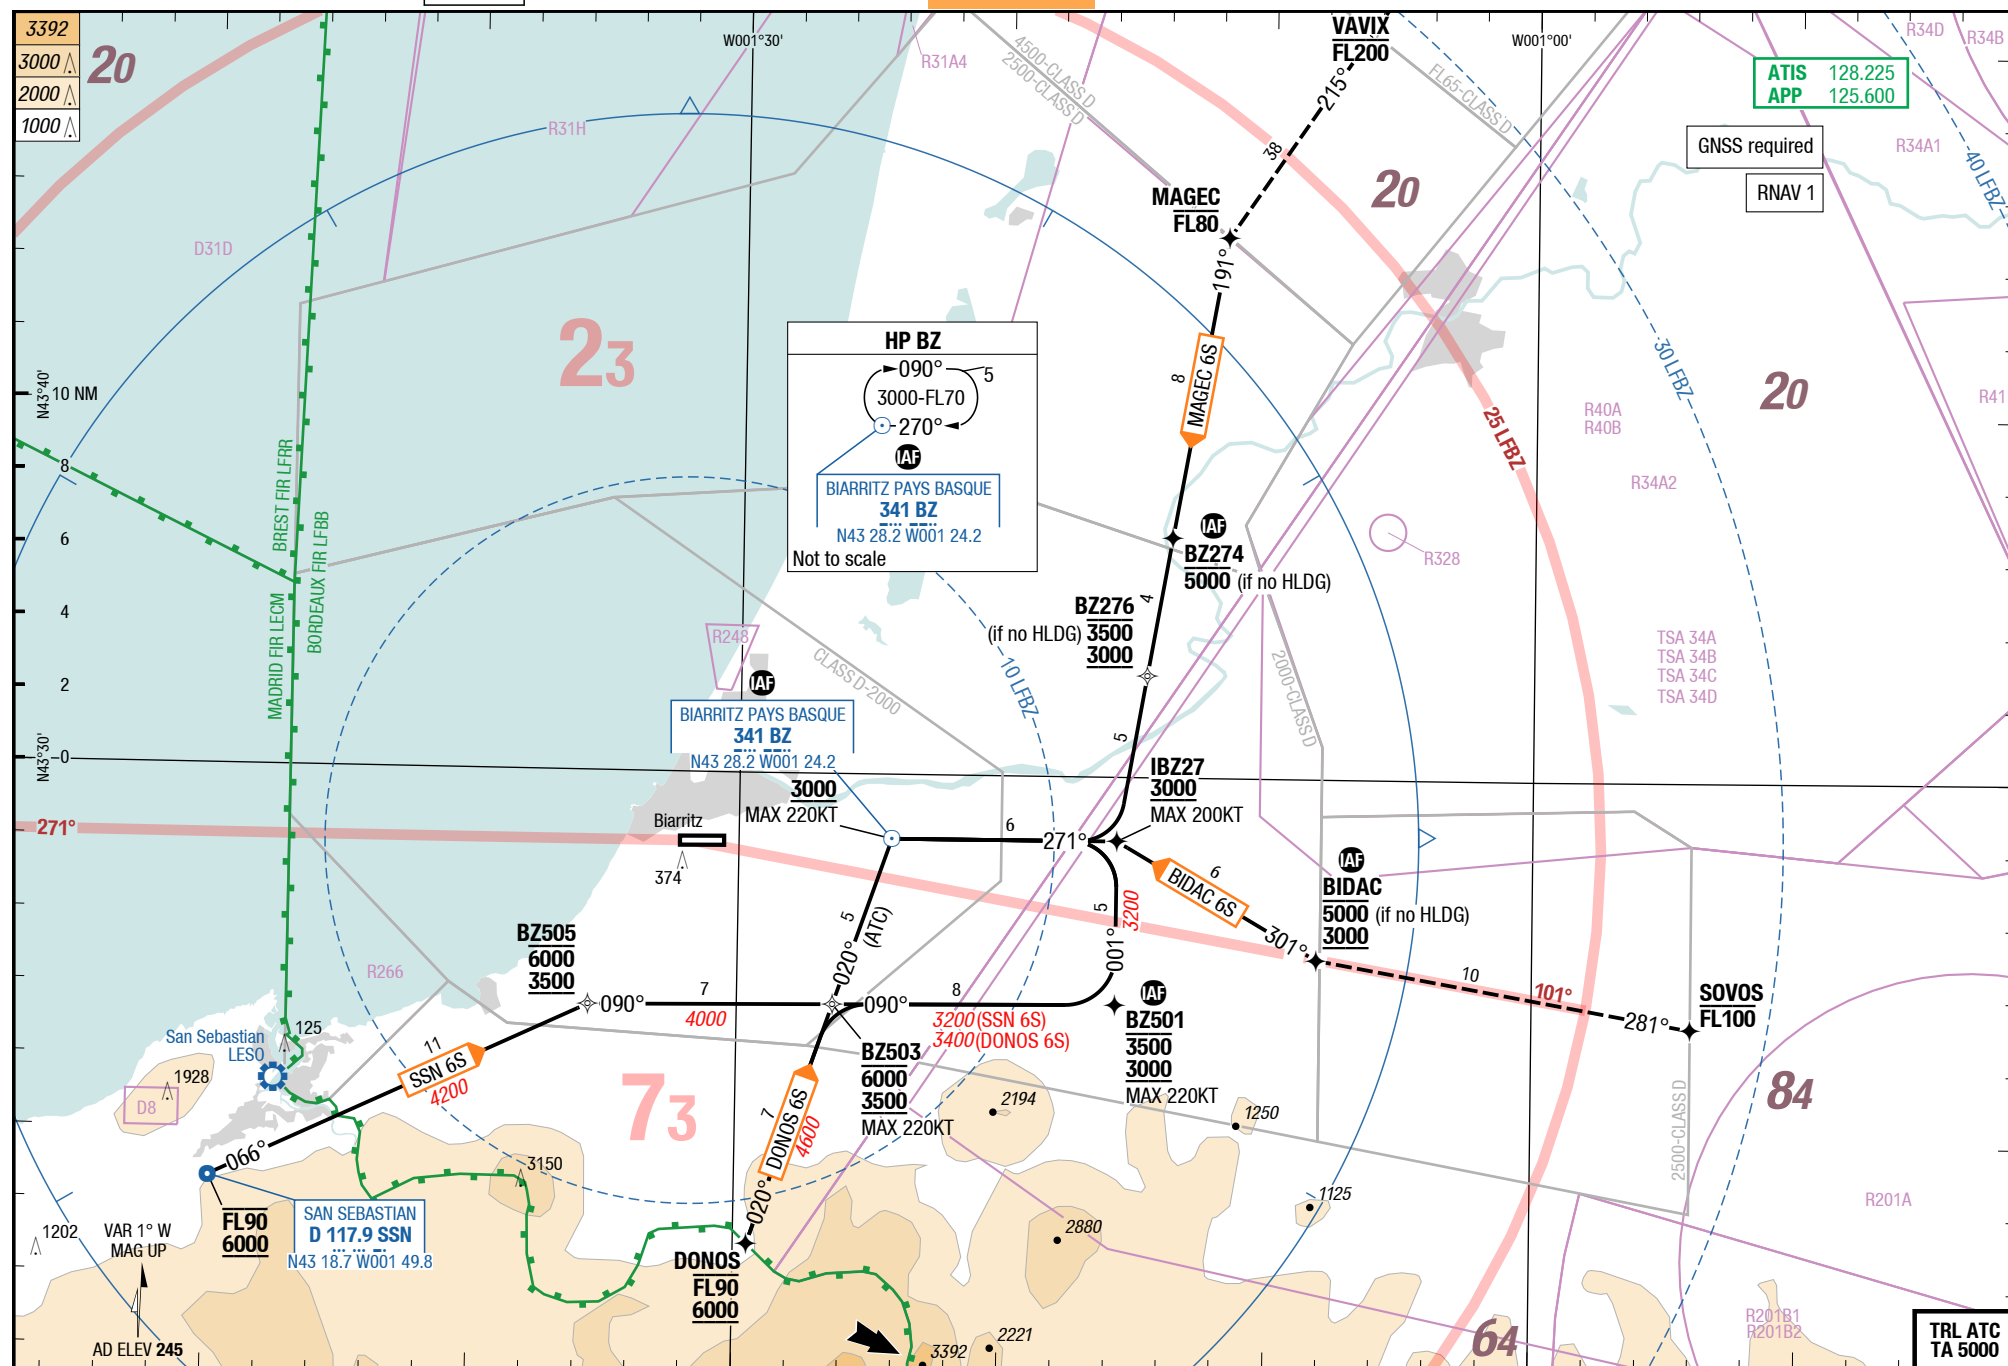 3392
3000
2000
1000
20
W001°30'
W001°00'
VAVIX
FL200
215°
38
R31A4
4500-CLASS D
2500-CLASS D
FL65-CLASS D
R34D
R34B
ATIS 128.225
APP 125.600
GNSS required
RNAV 1
R34A1
40 LFBZ
R31H
D31D
MAGEC
FL80
191°
20
8
MAGEC 6S
23
HP BZ
090°
5
3000-FL70
270°
IAF
BIARRITZ PAYS BASQUE
341 BZ
N43 28.2 W001 24.2
Not to scale
N43°40'
10 NM
8
6
4
2
0
N43°30'
BREST FIR LFRR
MADRID FIR LECM
BORDEAUX FIR LFBB
30 LFBZ
25 LFBZ
20
R40A
R40B
R41
R34A2
R328
IAF
BZ274
5000 (if no HLDG)
4
BZ276
(if no HLDG) 3500
3000
5
TSA 34A
TSA 34B
TSA 34C
TSA 34D
R248
CLASS D-2000
10 LFBZ
2000-CLASS D
IAF
BIARRITZ PAYS BASQUE
341 BZ
N43 28.2 W001 24.2
3000
MAX 220KT
IBZ27
3000
MAX 200KT
271°
Biarritz
374
6
271°
6
BIDAC 6S
301°
IAF
BIDAC
5000 (if no HLDG)
3000
10
101°
281°
SOVOS
FL100
5
3200
001°
5
(ATC)
020°
BZ505
6000
3500
R266
090°
7
4000
090°
8
3200 (SSN 6S)
3400 (DONOS 6S)
IAF
BZ501
3500
3000
MAX 220KT
BZ503
6000
3500
MAX 220KT
San Sebastian
LESO
125
11
SSN 6S
4200
066°
1928
D8
73
7
DONOS 6S
4600
020°
2194
1250
84
2500-CLASS D
3150
SAN SEBASTIAN
D 117.9 SSN
N43 18.7 W001 49.8
FL90
6000
1202
VAR 1° W
MAG UP
AD ELEV 245
DONOS
FL90
6000
2880
1125
R201A
2221
3392
64
R201B1
R201B2
TRL ATC
TA 5000